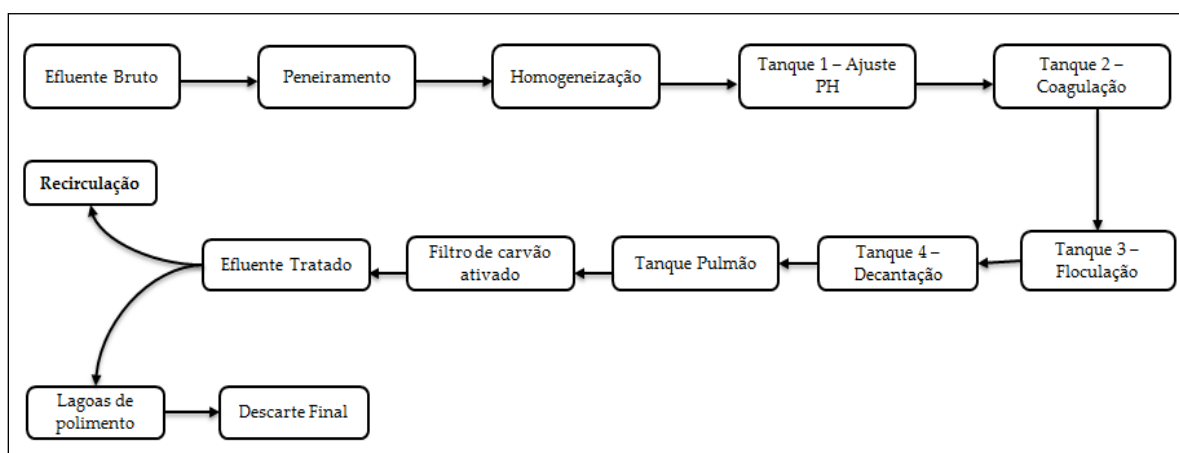 Efluente Bruto
Peneiramento
Homogeneização
Tanque 1 – Ajuste
PH
Tanque 2 –
Coagulação
Recirculação
Efluente Tratado
Filtro de carvão
ativado
Tanque Pulmão
Tanque 4 –
Decantação
Tanque 3 –
Floculação
Lagoas de
polimento
Descarte Final